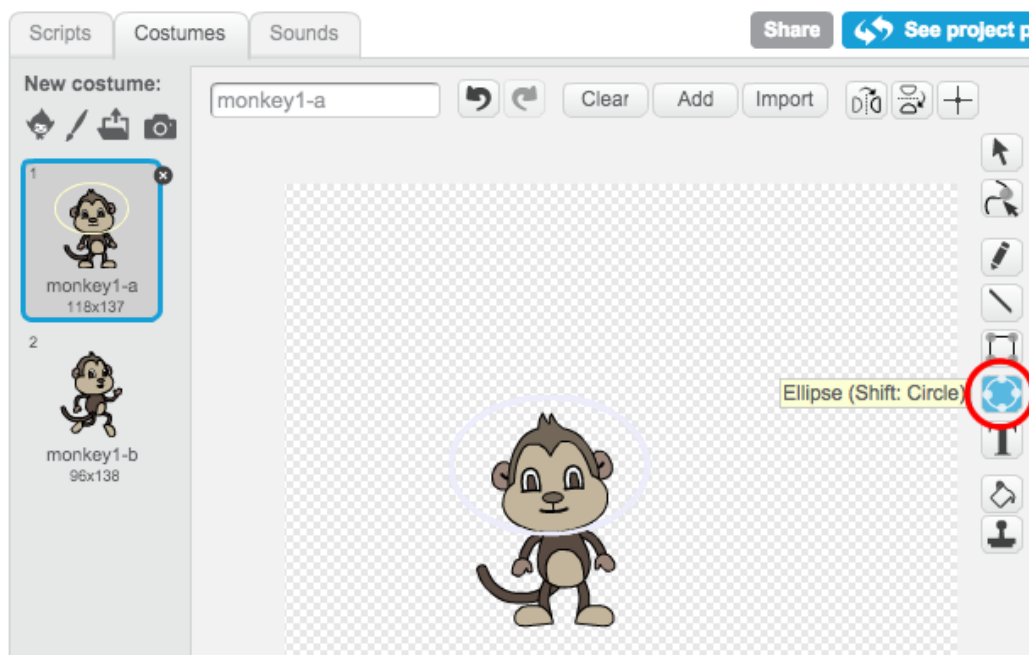 Scripts
Costumes
Sounds
Share
See project p
New costume:
monkey1-a
Clear
Add
Import
1
monkey1-a
118x137
2
monkey1-b
96x138
Ellipse (Shift: Circle)
T